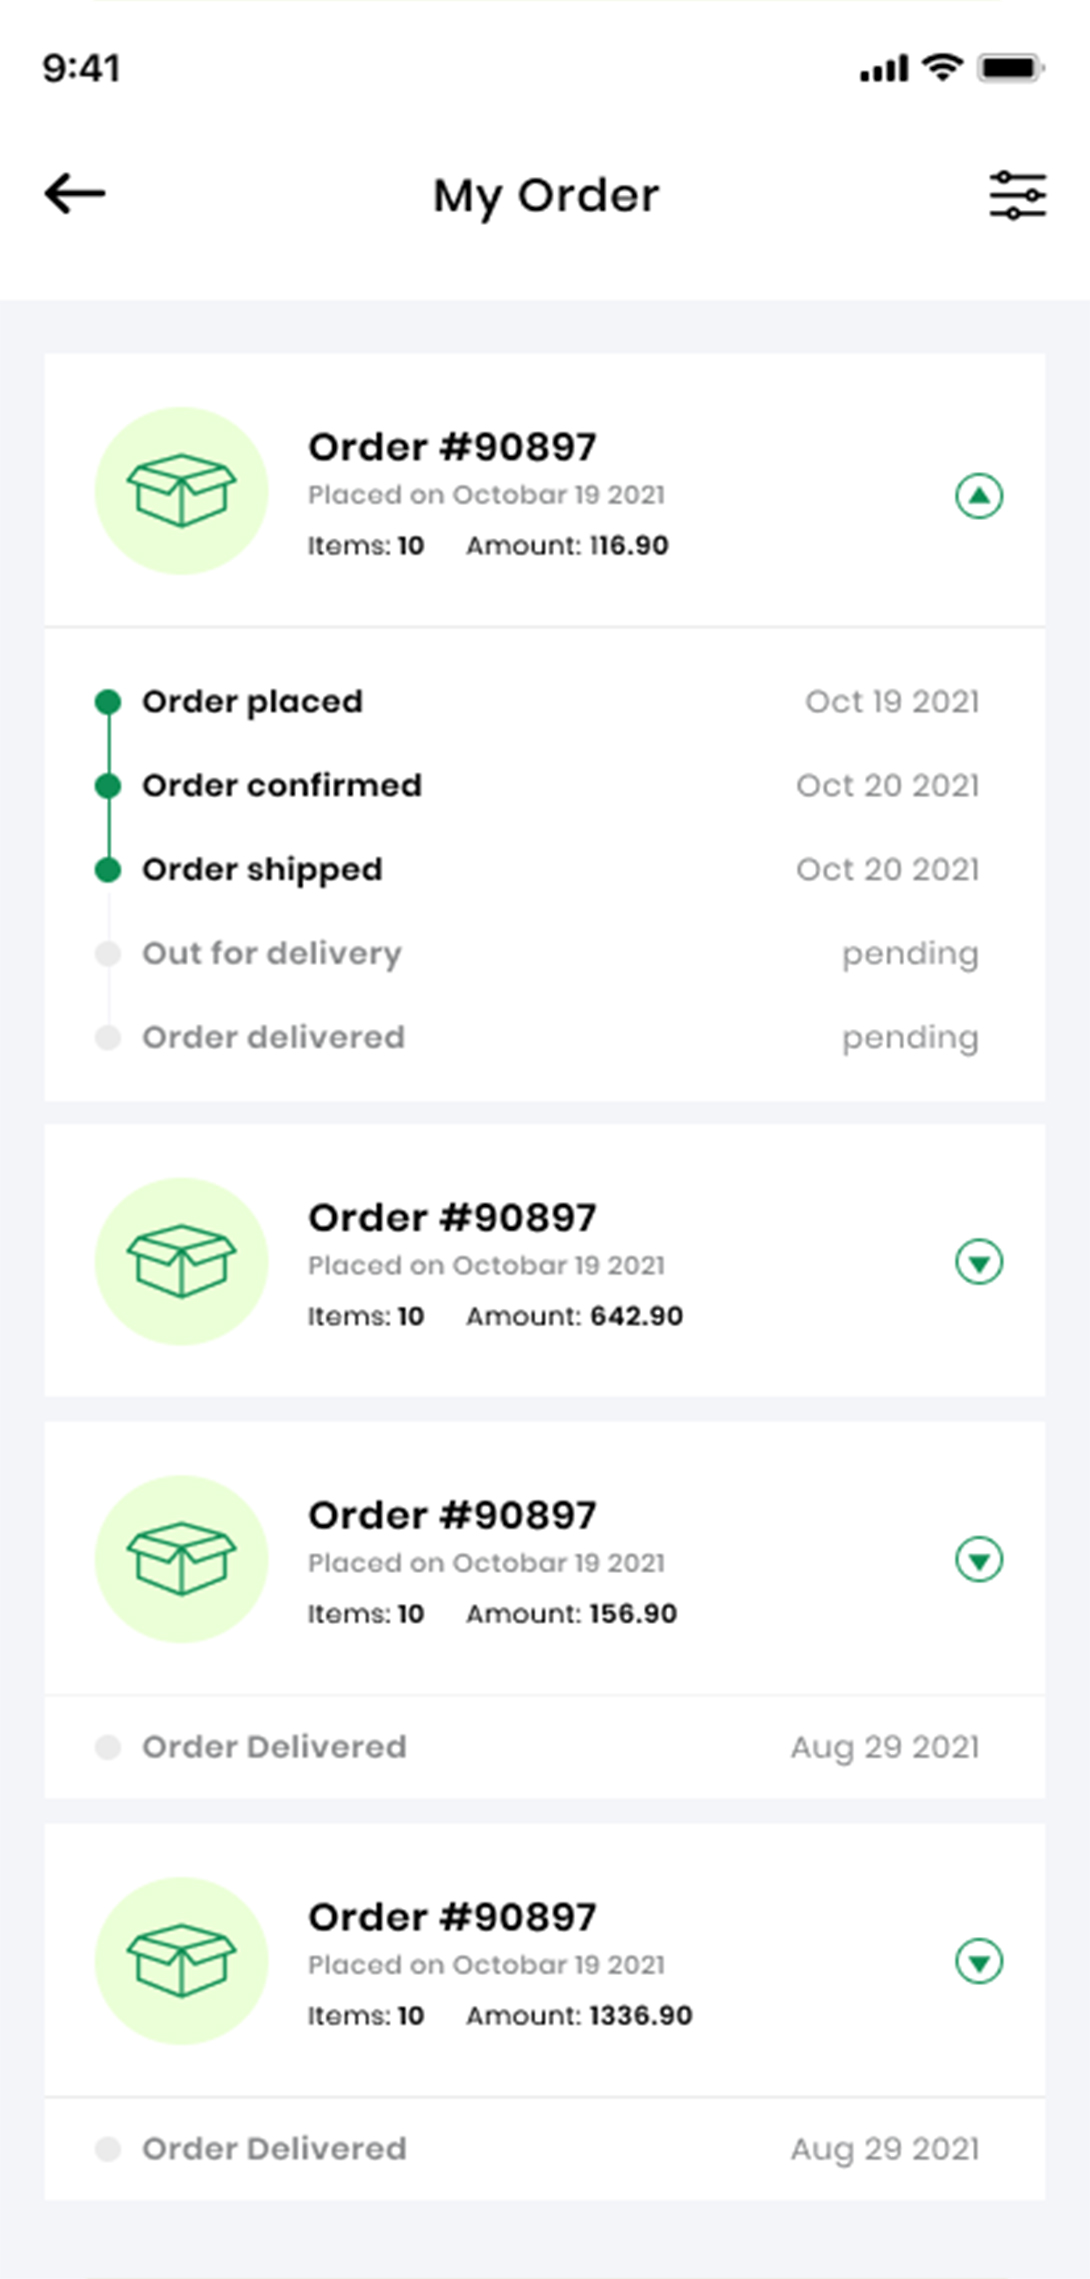 9:41
My Order
Order #90897
Placed on Octobar 19 2021
Items: 10 Amount: 116.90
Order placed Oct 19 2021
Order confirmed Oct 20 2021
Order shipped Oct 20 2021
Out for delivery pending
Order delivered pending
Order #90897
Placed on Octobar 19 2021
Items: 10 Amount: 642.90
Order #90897
Placed on Octobar 19 2021
Items: 10 Amount: 156.90
Order Delivered Aug 29 2021
Order #90897
Placed on Octobar 19 2021
Items: 10 Amount: 1336.90
Order Delivered Aug 29 2021